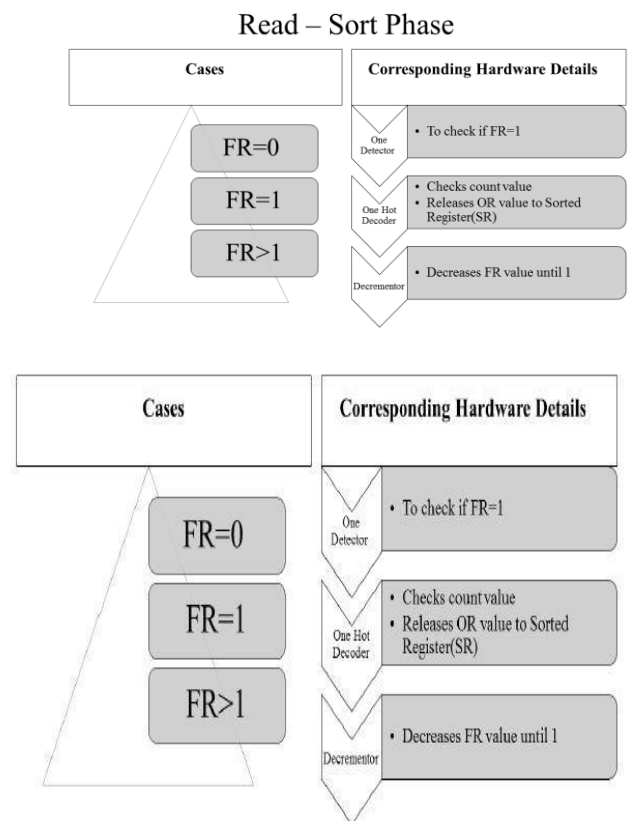 Read – Sort Phase
Cases
Corresponding Hardware Details
FR=0
FR=1
FR>1
One
Detector
• To check if FR=1
One Hot
Decoder
• Checks count value
• Releases OR value to Sorted
Register(SR)
Decrementor
• Decreases FR value until 1
Cases
Corresponding Hardware Details
FR=0
FR=1
FR>1
One
Detector
• To check if FR=1
One Hot
Decoder
• Checks count value
• Releases OR value to Sorted
Register(SR)
Decrementor
• Decreases FR value until 1